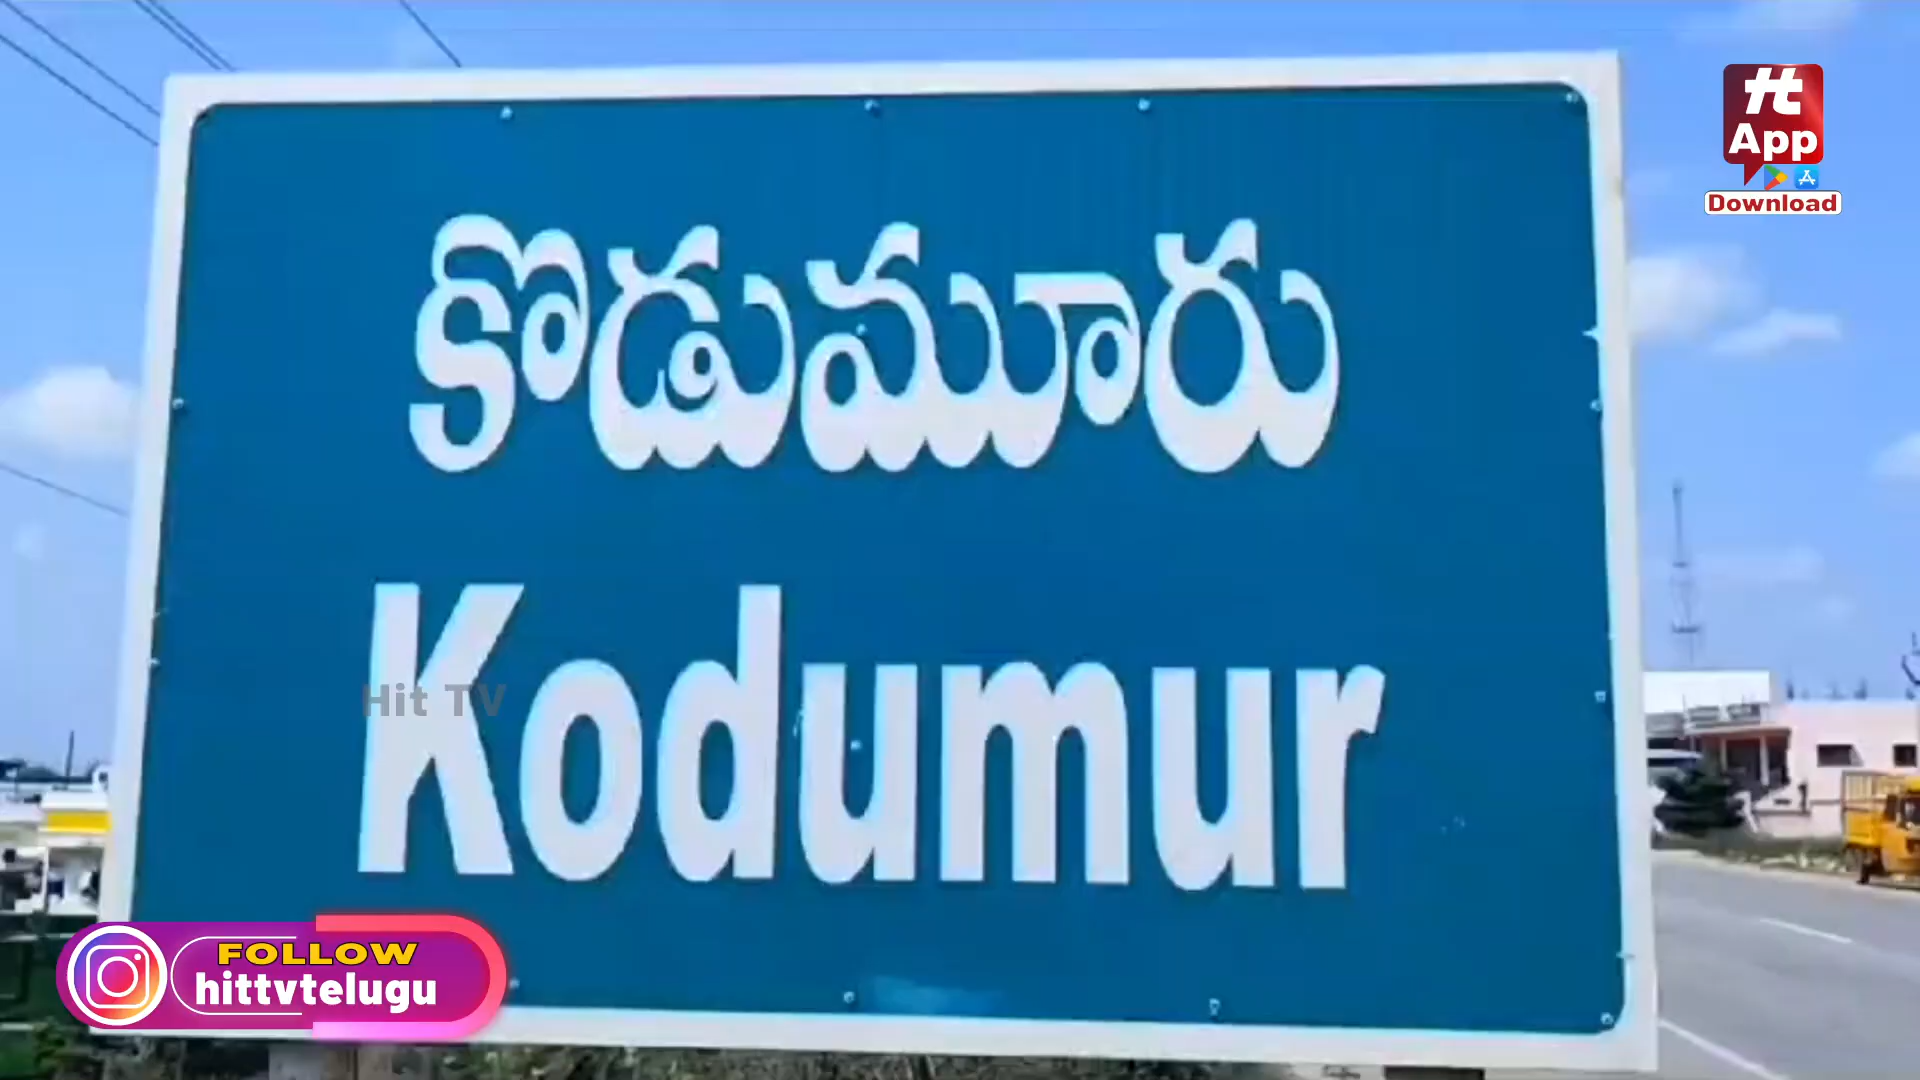 కొడుమూరు
Kodumur
Hit TV
FOLLOW
hittvtelugu
App
Download